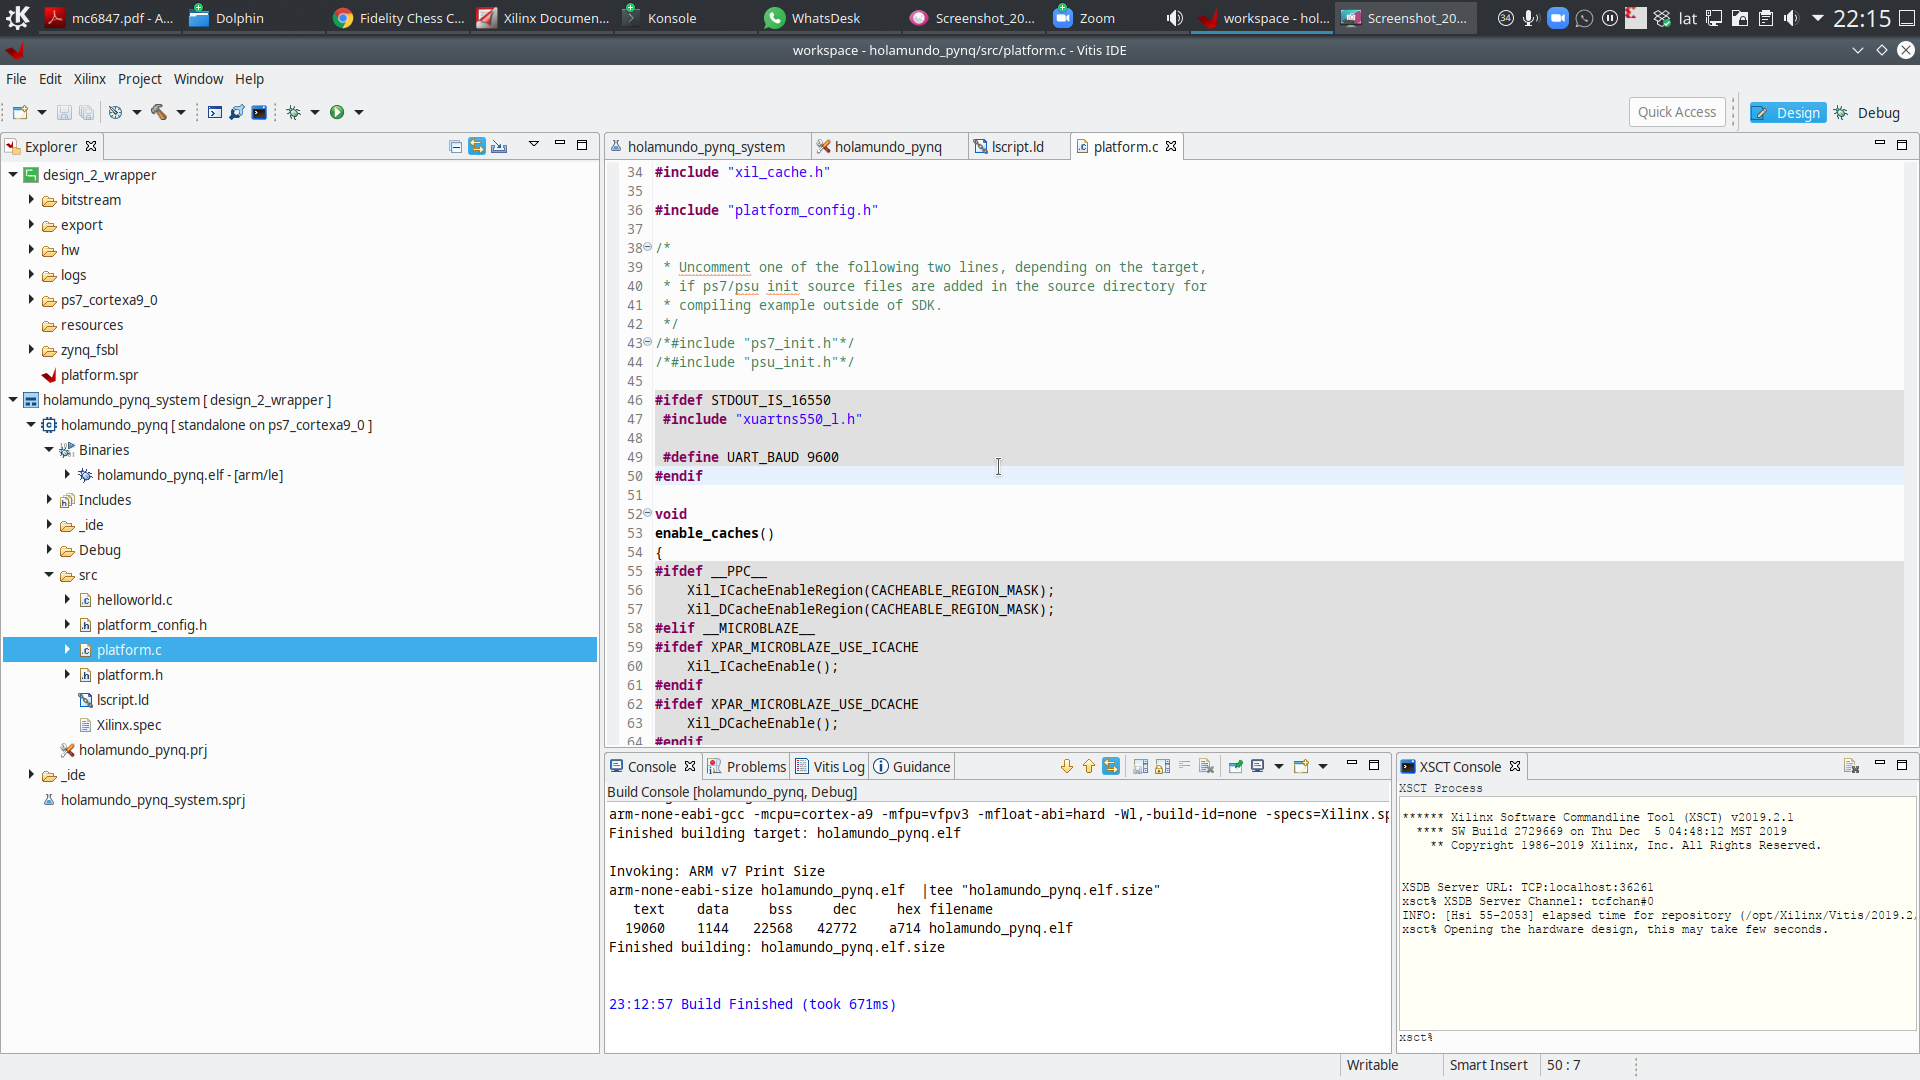 mc6847.pdf - A...
Dolphin
Fidelity Chess C...
Xilinx Documen...
Konsole
WhatsDesk
Screenshot_20...
Zoom
workspace - hol...
Screenshot_20...
34
lat
22:15
workspace - holamundo_pynq/src/platform.c - Vitis IDE
File Edit Xilinx Project Window Help
Quick Access
Design
Debug
Explorer
design_2_wrapper
bitstream
export
hw
logs
ps7_cortexa9_0
resources
zynq_fsbl
platform.spr
holamundo_pynq_system [ design_2_wrapper ]
holamundo_pynq [ standalone on ps7_cortexa9_0 ]
Binaries
holamundo_pynq.elf - [arm/le]
Includes
_ide
Debug
src
helloworld.c
platform_config.h
platform.c
platform.h
lscript.ld
Xilinx.spec
holamundo_pynq.prj
_ide
holamundo_pynq_system.sprj
holamundo_pynq_system
holamundo_pynq
lscript.ld
platform.c
34 #include "xil_cache.h"
35
36 #include "platform_config.h"
37
38 /*
39 * Uncomment one of the following two lines, depending on the target,
40 * if ps7/psu init source files are added in the source directory for
41 * compiling example outside of SDK.
42 */
43 /*#include "ps7_init.h"*/
44 /*#include "psu_init.h"*/
45
46 #ifdef STDOUT_IS_16550
47 #include "xuartns550_l.h"
48
49 #define UART_BAUD 9600
50 #endif
51
52 void
53 enable_caches()
54 {
55 #ifdef __PPC__
56 Xil_ICacheEnableRegion(CACHEABLE_REGION_MASK);
57 Xil_DCacheEnableRegion(CACHEABLE_REGION_MASK);
58 #elif __MICROBLAZE__
59 #ifdef XPAR_MICROBLAZE_USE_ICACHE
60 Xil_ICacheEnable();
61 #endif
62 #ifdef XPAR_MICROBLAZE_USE_DCACHE
63 Xil_DCacheEnable();
64 #endif
Console
Problems
Vitis Log
Guidance
Build Console [holamundo_pynq, Debug]
arm-none-eabi-gcc -mcpu=cortex-a9 -mfpu=vfpv3 -mfloat-abi=hard -Wl,-build-id=none -specs=Xilinx.sp
Finished building target: holamundo_pynq.elf
Invoking: ARM v7 Print Size
arm-none-eabi-size holamundo_pynq.elf |tee "holamundo_pynq.elf.size"
text data bss dec hex filename
19060 1144 22568 42772 a714 holamundo_pynq.elf
Finished building: holamundo_pynq.elf.size
23:12:57 Build Finished (took 671ms)
XSCT Console
XSCT Process
****** Xilinx Software Commandline Tool (XSCT) v2019.2.1
**** SW Build 2729669 on Thu Dec 5 04:48:12 MST 2019
** Copyright 1986-2019 Xilinx, Inc. All Rights Reserved.
XSDB Server URL: TCP:localhost:36261
xsct% XSDB Server Channel: tcfchan#0
INFO: [Hsi 55-2053] elapsed time for repository (/opt/Xilinx/Vitis/2019.2/
xsct% Opening the hardware design, this may take few seconds.
xsct%
Writable
Smart Insert
50 : 7